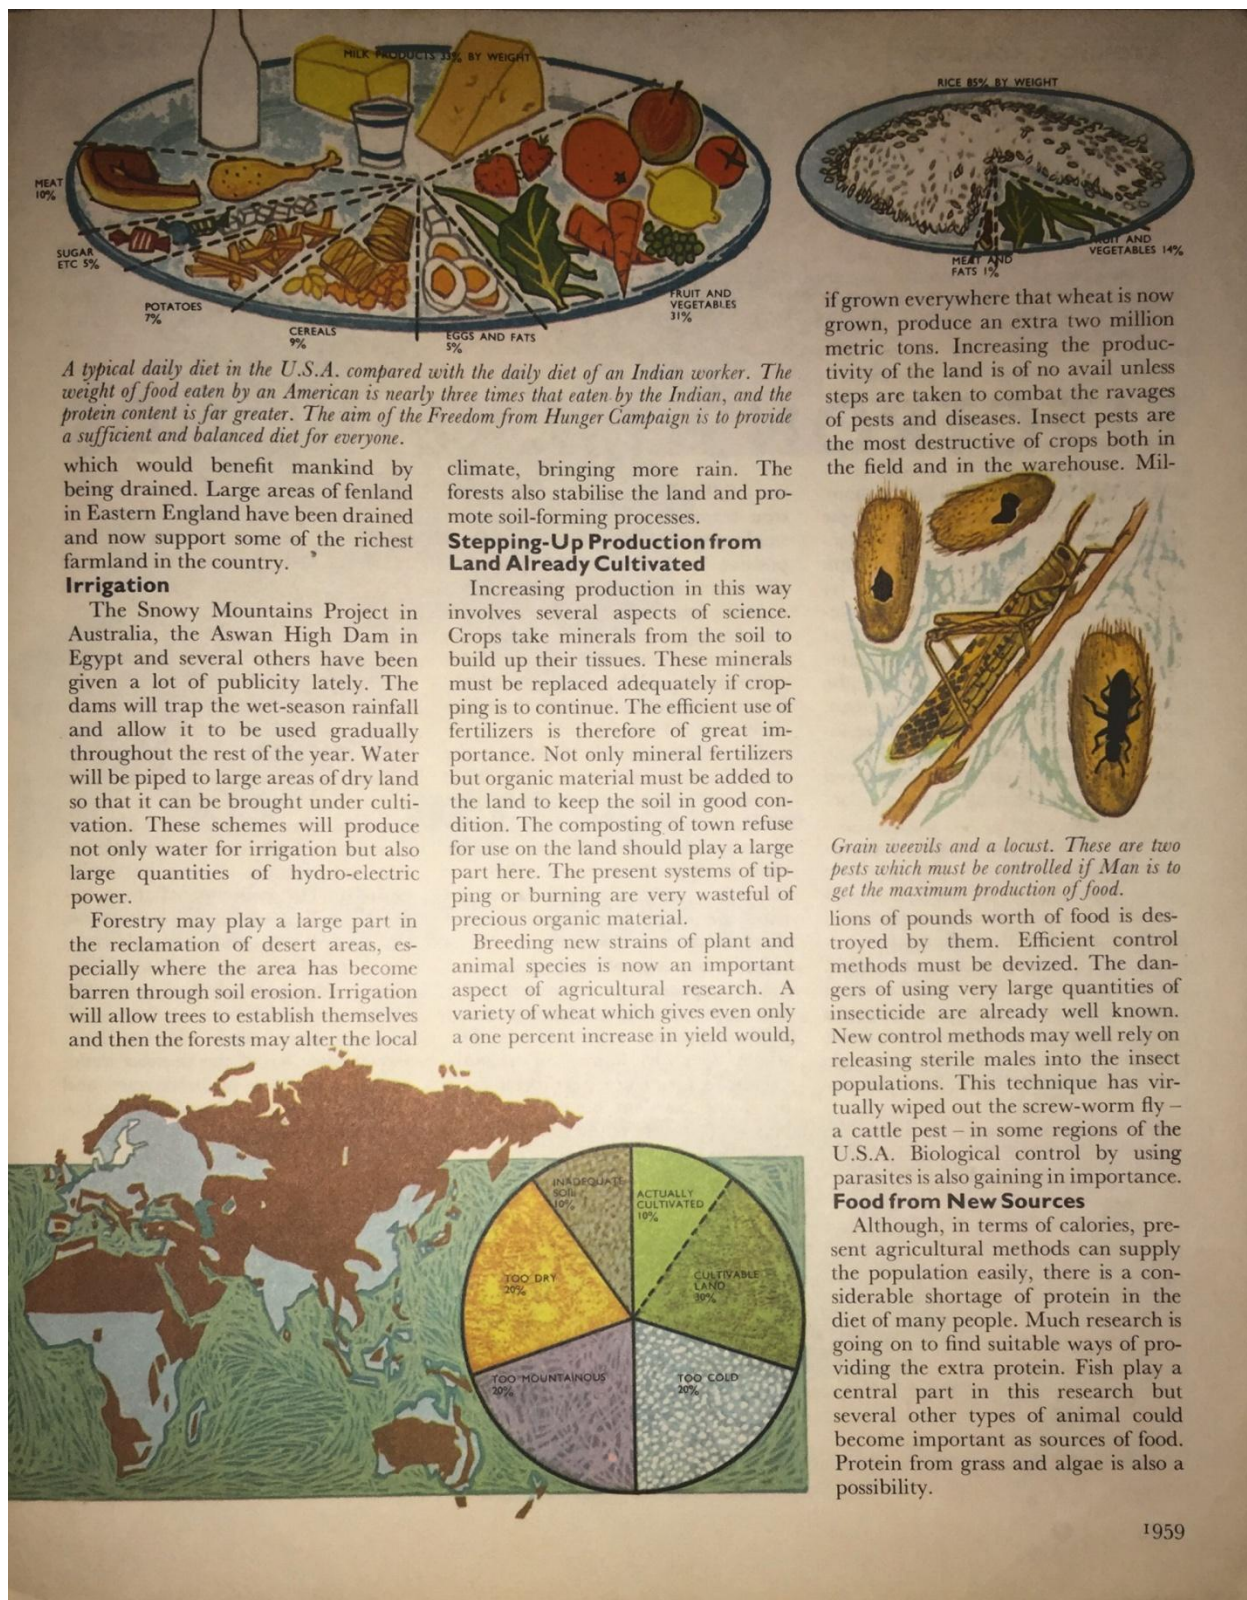 MILK PRODUCTS 33% BY WEIGHT
MEAT
10%
SUGAR
ETC 5%
POTATOES
7%
CEREALS
9%
EGGS AND FATS
5%
FRUIT AND
VEGETABLES
31%
RICE 85% BY WEIGHT
MEAT AND
FATS 1%
FRUIT AND
VEGETABLES 14%
A typical daily diet in the U.S.A. compared with the daily diet of an Indian worker. The
weight of food eaten by an American is nearly three times that eaten by the Indian, and the
protein content is far greater. The aim of the Freedom from Hunger Campaign is to provide
a sufficient and balanced diet for everyone.
which would benefit mankind by
being drained. Large areas of fenland
in Eastern England have been drained
and now support some of the richest
farmland in the country.
Irrigation
The Snowy Mountains Project in
Australia, the Aswan High Dam in
Egypt and several others have been
given a lot of publicity lately. The
dams will trap the wet-season rainfall
and allow it to be used gradually
throughout the rest of the year. Water
will be piped to large areas of dry land
so that it can be brought under culti-
vation. These schemes will produce
not only water for irrigation but also
large quantities of hydro-electric
power.
Forestry may play a large part in
the reclamation of desert areas, es-
pecially where the area has become
barren through soil erosion. Irrigation
will allow trees to establish themselves
and then the forests may alter the local
climate, bringing more rain. The
forests also stabilise the land and pro-
mote soil-forming processes.
Stepping-Up Production from
Land Already Cultivated
Increasing production in this way
involves several aspects of science.
Crops take minerals from the soil to
build up their tissues. These minerals
must be replaced adequately if crop-
ping is to continue. The efficient use of
fertilizers is therefore of great im-
portance. Not only mineral fertilizers
but organic material must be added to
the land to keep the soil in good con-
dition. The composting of town refuse
for use on the land should play a large
part here. The present systems of tip-
ping or burning are very wasteful of
precious organic material.
Breeding new strains of plant and
animal species is now an important
aspect of agricultural research. A
variety of wheat which gives even only
a one percent increase in yield would,
if grown everywhere that wheat is now
grown, produce an extra two million
metric tons. Increasing the produc-
tivity of the land is of no avail unless
steps are taken to combat the ravages
of pests and diseases. Insect pests are
the most destructive of crops both in
the field and in the warehouse. Mil-
Grain weevils and a locust. These are two
pests which must be controlled if Man is to
get the maximum production of food.
lions of pounds worth of food is des-
troyed by them. Efficient control
methods must be devized. The dan-
gers of using very large quantities of
insecticide are already well known.
New control methods may well rely on
releasing sterile males into the insect
populations. This technique has vir-
tually wiped out the screw-worm fly –
a cattle pest – in some regions of the
U.S.A. Biological control by using
parasites is also gaining in importance.
Food from New Sources
Although, in terms of calories, pre-
sent agricultural methods can supply
the population easily, there is a con-
siderable shortage of protein in the
diet of many people. Much research is
going on to find suitable ways of pro-
viding the extra protein. Fish play a
central part in this research but
several other types of animal could
become important as sources of food.
Protein from grass and algae is also a
possibility.
INADEQUATE
SOIL
10%
ACTUALLY
CULTIVATED
10%
TOO DRY
20%
CULTIVABLE
LAND
TOO MOUNTAINOUS
20%
TOO COLD
20%
1959